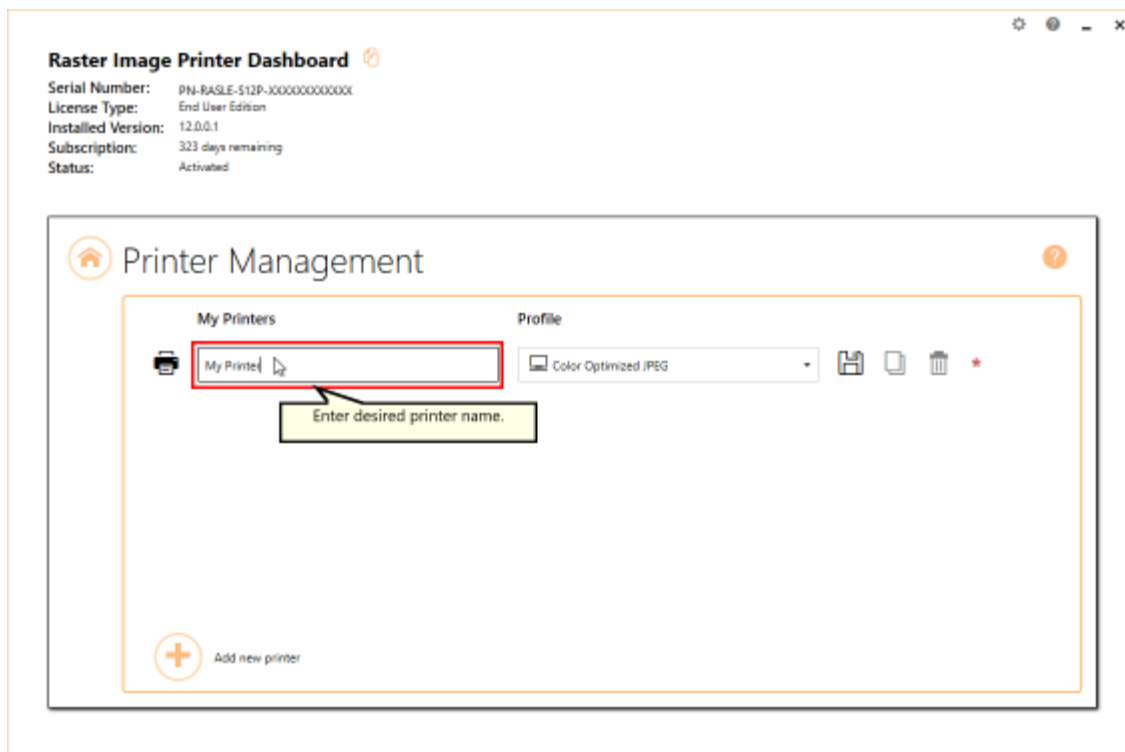 Raster Image Printer Dashboard
Serial Number: PN-RASLE-S12P-XXXXXXXXXXXX
License Type: End User Edition
Installed Version: 12.0.0.1
Subscription: 323 days remaining
Status: Activated
Printer Management
?
My Printers Profile
My Printer Color Optimized JPEG *
Enter desired printer name.
Add new printer